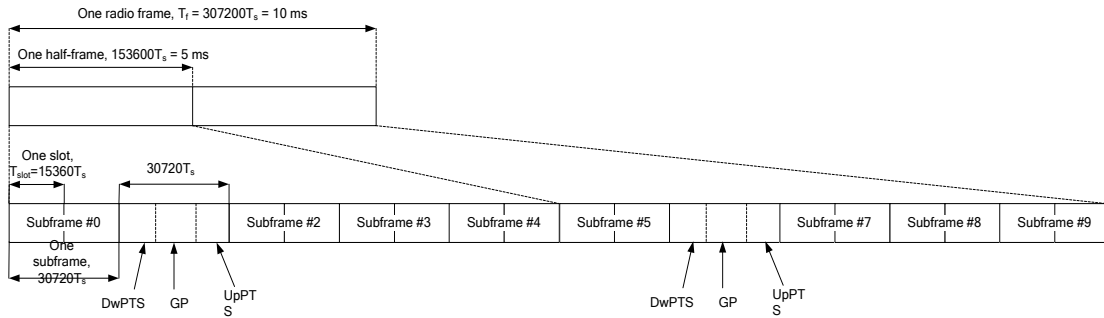 One radio frame, Tf = 307200Ts = 10 ms
One half-frame, 153600Ts = 5 ms
One slot,
Tslot=15360Ts
30720Ts
Subframe #0
Subframe #2
Subframe #3
Subframe #4
Subframe #5
Subframe #7
Subframe #8
Subframe #9
One
subframe,
30720Ts
DwPTS
GP
UpPT
S
DwPTS
GP
UpPT
S